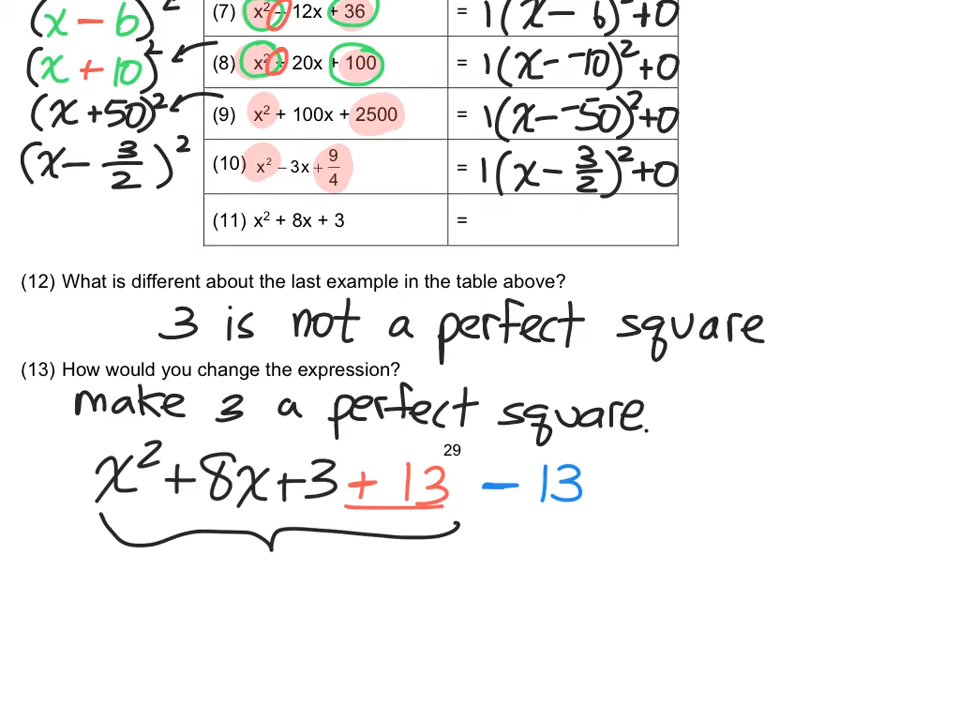 (x - 6)² (7) x² - 12x + 36 = 1(x - 6)² + 0
(x + 10)² (8) x² + 20x + 100 = 1(x - -10)² + 0
(x + 50)² (9) x² + 100x + 2500 = 1(x - -50)² + 0
(x - 3/2)² (10) x² - 3x + 9/4 = 1(x - 3/2)² + 0
(11) x² + 8x + 3 =
(12) What is different about the last example in the table above?
3 is not a perfect square
(13) How would you change the expression?
make 3 a perfect square.
29
x² + 8x + 3 + 13 - 13